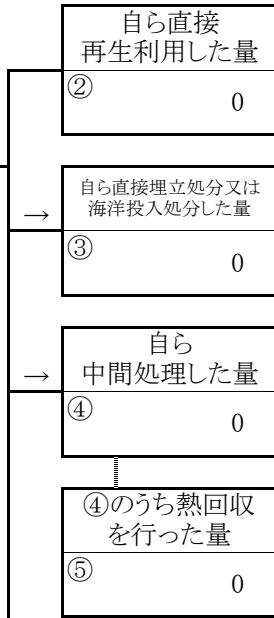 自ら直接
再生利用した量
②
0
自ら直接埋立処分又は
→
海洋投入処分した量
③
0
自ら
→
中間処理した量
④
0
④のうち熱回収
を行った量
⑤
0